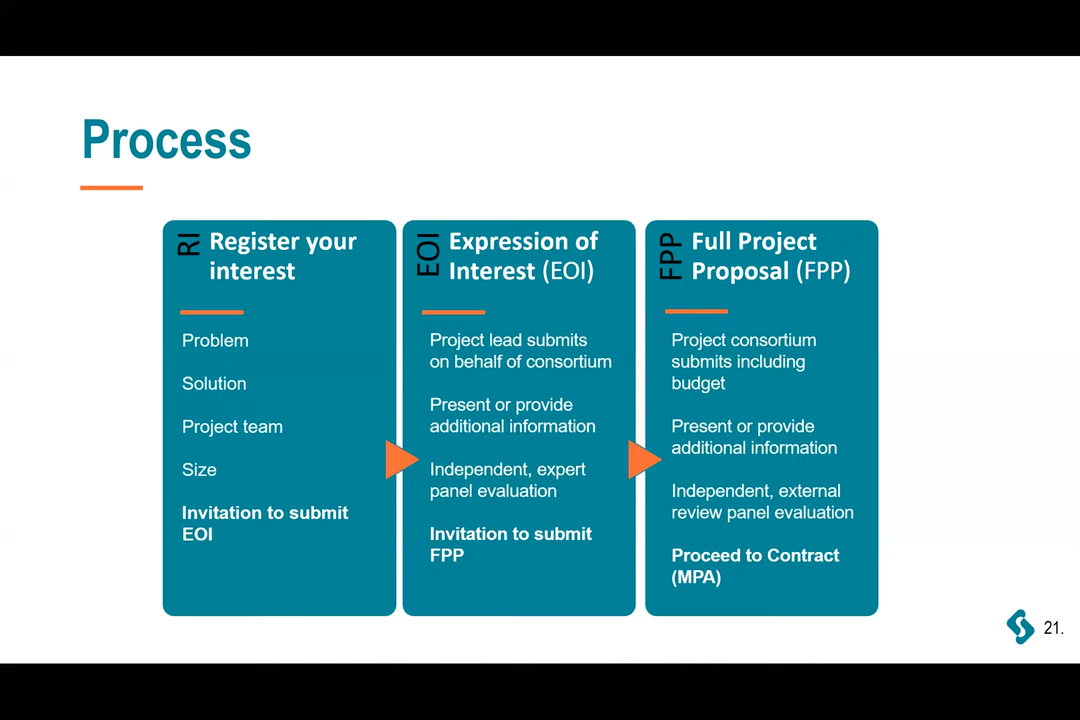 Process
RI
Register your
interest
Problem
Solution
Project team
Size
Invitation to submit
EOI
EOI
Expression of
Interest (EOI)
Project lead submits
on behalf of consortium
Present or provide
additional information
Independent, expert
panel evaluation
Invitation to submit
FPP
FPP
Full Project
Proposal (FPP)
Project consortium
submits including
budget
Present or provide
additional information
Independent, external
review panel evaluation
Proceed to Contract
(MPA)
21.